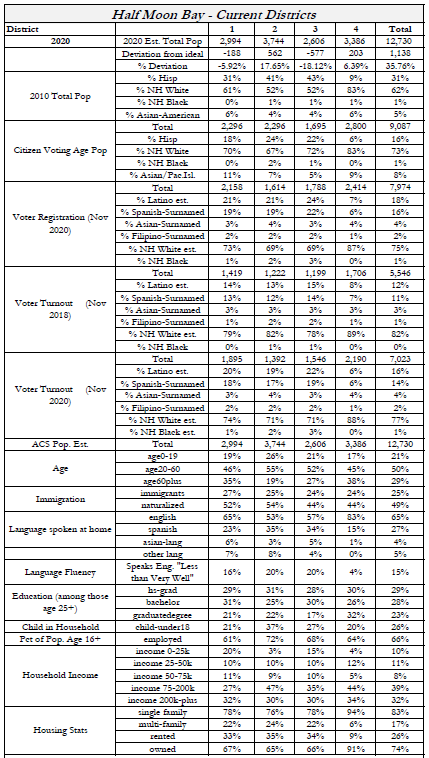 Half Moon Bay - Current Districts
District 1 2 3 4 Total
2020 2020 Est. Total Pop 2,994 3,744 2,606 3,386 12,730
Deviation from ideal -188 562 -577 203 1,138
% Deviation -5.92% 17.65% -18.12% 6.39% 35.76%
2010 Total Pop % Hisp 31% 41% 43% 9% 31%
% NH White 61% 52% 52% 83% 62%
% NH Black 0% 1% 1% 1% 1%
% Asian-American 6% 4% 4% 6% 5%
Citizen Voting Age Pop Total 2,296 2,296 1,695 2,800 9,087
% Hisp 18% 24% 22% 6% 16%
% NH White 70% 67% 72% 83% 73%
% NH Black 0% 2% 1% 0% 1%
% Asian/Pac.Isl. 11% 7% 5% 9% 8%
Voter Registration (Nov 2020) Total 2,158 1,614 1,788 2,414 7,974
% Latino est. 21% 21% 24% 7% 18%
% Spanish-Surnamed 19% 19% 22% 6% 16%
% Asian-Surnamed 3% 4% 3% 4% 4%
% Filipino-Surnamed 2% 2% 2% 1% 2%
% NH White est. 73% 69% 69% 87% 75%
% NH Black 1% 2% 3% 0% 1%
Voter Turnout (Nov 2018) Total 1,419 1,222 1,199 1,706 5,546
% Latino est. 14% 13% 15% 8% 12%
% Spanish-Surnamed 13% 12% 14% 7% 11%
% Asian-Surnamed 3% 3% 3% 3% 3%
% Filipino-Surnamed 1% 2% 2% 1% 1%
% NH White est. 79% 82% 78% 89% 82%
% NH Black 0% 1% 1% 0% 0%
Voter Turnout (Nov 2020) Total 1,895 1,392 1,546 2,190 7,023
% Latino est. 20% 19% 22% 6% 16%
% Spanish-Surnamed 18% 17% 19% 6% 14%
% Asian-Surnamed 3% 4% 3% 4% 4%
% Filipino-Surnamed 2% 2% 2% 1% 2%
% NH White est. 74% 71% 71% 88% 77%
% NH Black est. 1% 2% 3% 0% 1%
ACS Pop. Est. Total 2,994 3,744 2,606 3,386 12,730
Age age0-19 19% 26% 21% 17% 21%
age20-60 46% 55% 52% 45% 50%
age60plus 35% 19% 27% 38% 29%
Immigration immigrants 27% 25% 24% 24% 25%
naturalized 52% 54% 44% 44% 49%
Language spoken at home english 65% 53% 57% 83% 65%
spanish 23% 35% 34% 15% 27%
asian-lang 6% 3% 5% 1% 4%
other lang 7% 8% 4% 0% 5%
Language Fluency Speaks Eng. "Less than Very Well" 16% 20% 20% 4% 15%
Education (among those age 25+) hs-grad 29% 31% 28% 30% 29%
bachelor 31% 25% 30% 26% 28%
graduatedegree 21% 22% 17% 32% 23%
Child in Household child-under18 21% 37% 27% 20% 26%
Pct of Pop. Age 16+ employed 61% 72% 68% 64% 66%
Household Income income 0-25k 20% 3% 15% 4% 10%
income 25-50k 10% 10% 10% 12% 11%
income 50-75k 11% 9% 10% 5% 8%
income 75-200k 27% 47% 35% 44% 39%
income 200k-plus 32% 30% 30% 34% 32%
Housing Stats single family 78% 76% 78% 94% 83%
multi-family 22% 24% 22% 6% 17%
rented 33% 35% 34% 9% 26%
owned 67% 65% 66% 91% 74%